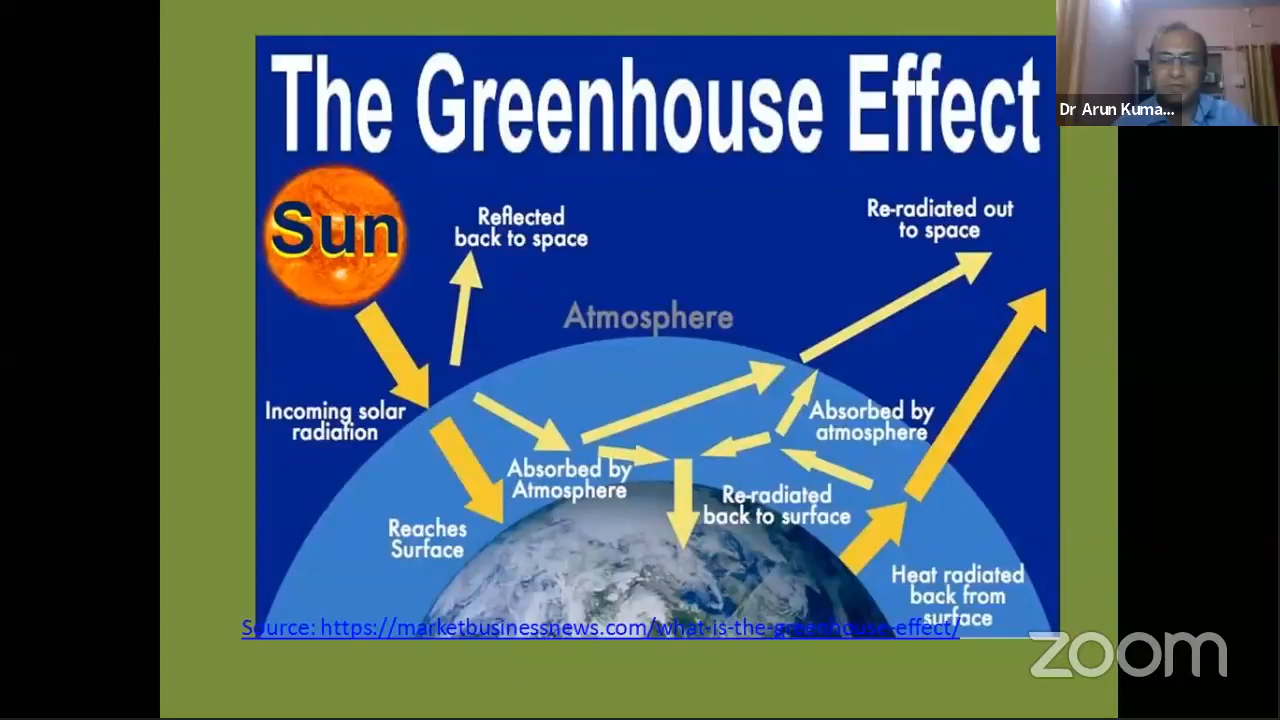 The Greenhouse Effect
Dr Arun Kuma...
Sun
Reflected
back to space
Re-radiated out
to space
Atmosphere
Incoming solar
radiation
Absorbed by
atmosphere
Absorbed by
Atmosphere
Re-radiated
back to surface
Reaches
Surface
Heat radiated
back from
surface
Source: https://marketbusinessnews.com/what-is-the-greenhouse-effect/
zoom